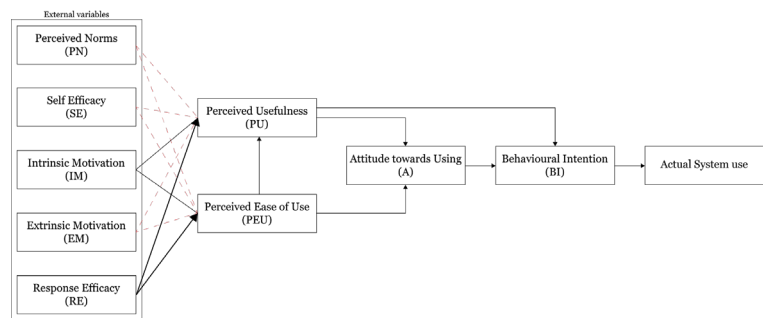 External variables
Perceived Norms
(PN)
Self Efficacy
(SE)
Intrinsic Motivation
(IM)
Extrinsic Motivation
(EM)
Response Efficacy
(RE)
Perceived Usefulness
(PU)
Perceived Ease of Use
(PEU)
Attitude towards Using
(A)
Behavioural Intention
(BI)
Actual System use